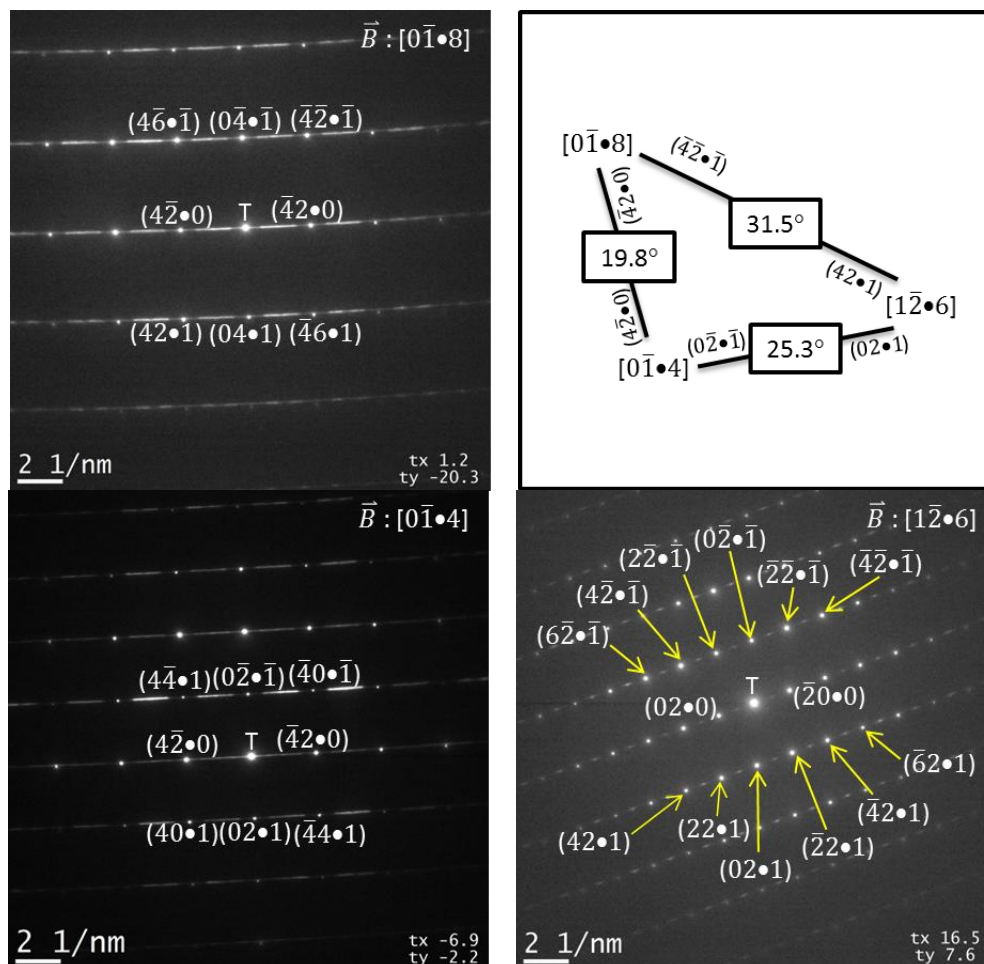 B⃗ : [01̄•8]
(46̄•1̄) (04̄•1̄) (4̄2̄•1̄)
(42̄•0) T (4̄2•0)
(42•1) (04•1) (4̄6•1)
2 1/nm
tx 1.2
ty -20.3
[01̄•8]
(4̄2̄•1̄)
(4̄2•0)
31.5°
19.8°
(42•1)
(42̄•0)
[12̄•6]
(02̄•1̄)
25.3°
(02•1)
[01̄•4]
B⃗ : [01̄•4]
(44̄•1) (02̄•1̄) (4̄0•1̄)
(42̄•0) T (4̄2•0)
(40•1) (02•1) (4̄4•1)
2 1/nm
tx -6.9
ty -2.2
B⃗ : [12̄•6]
(02̄•1̄)
(22̄•1̄)
(2̄2̄•1̄)
(4̄2̄•1̄)
(42̄•1̄)
(62̄•1̄)
T
(02•0)
(2̄0•0)
(6̄2•1)
(4̄2•1)
(42•1)
(22•1)
(2̄2•1)
(02•1)
2 1/nm
tx 16.5
ty 7.6